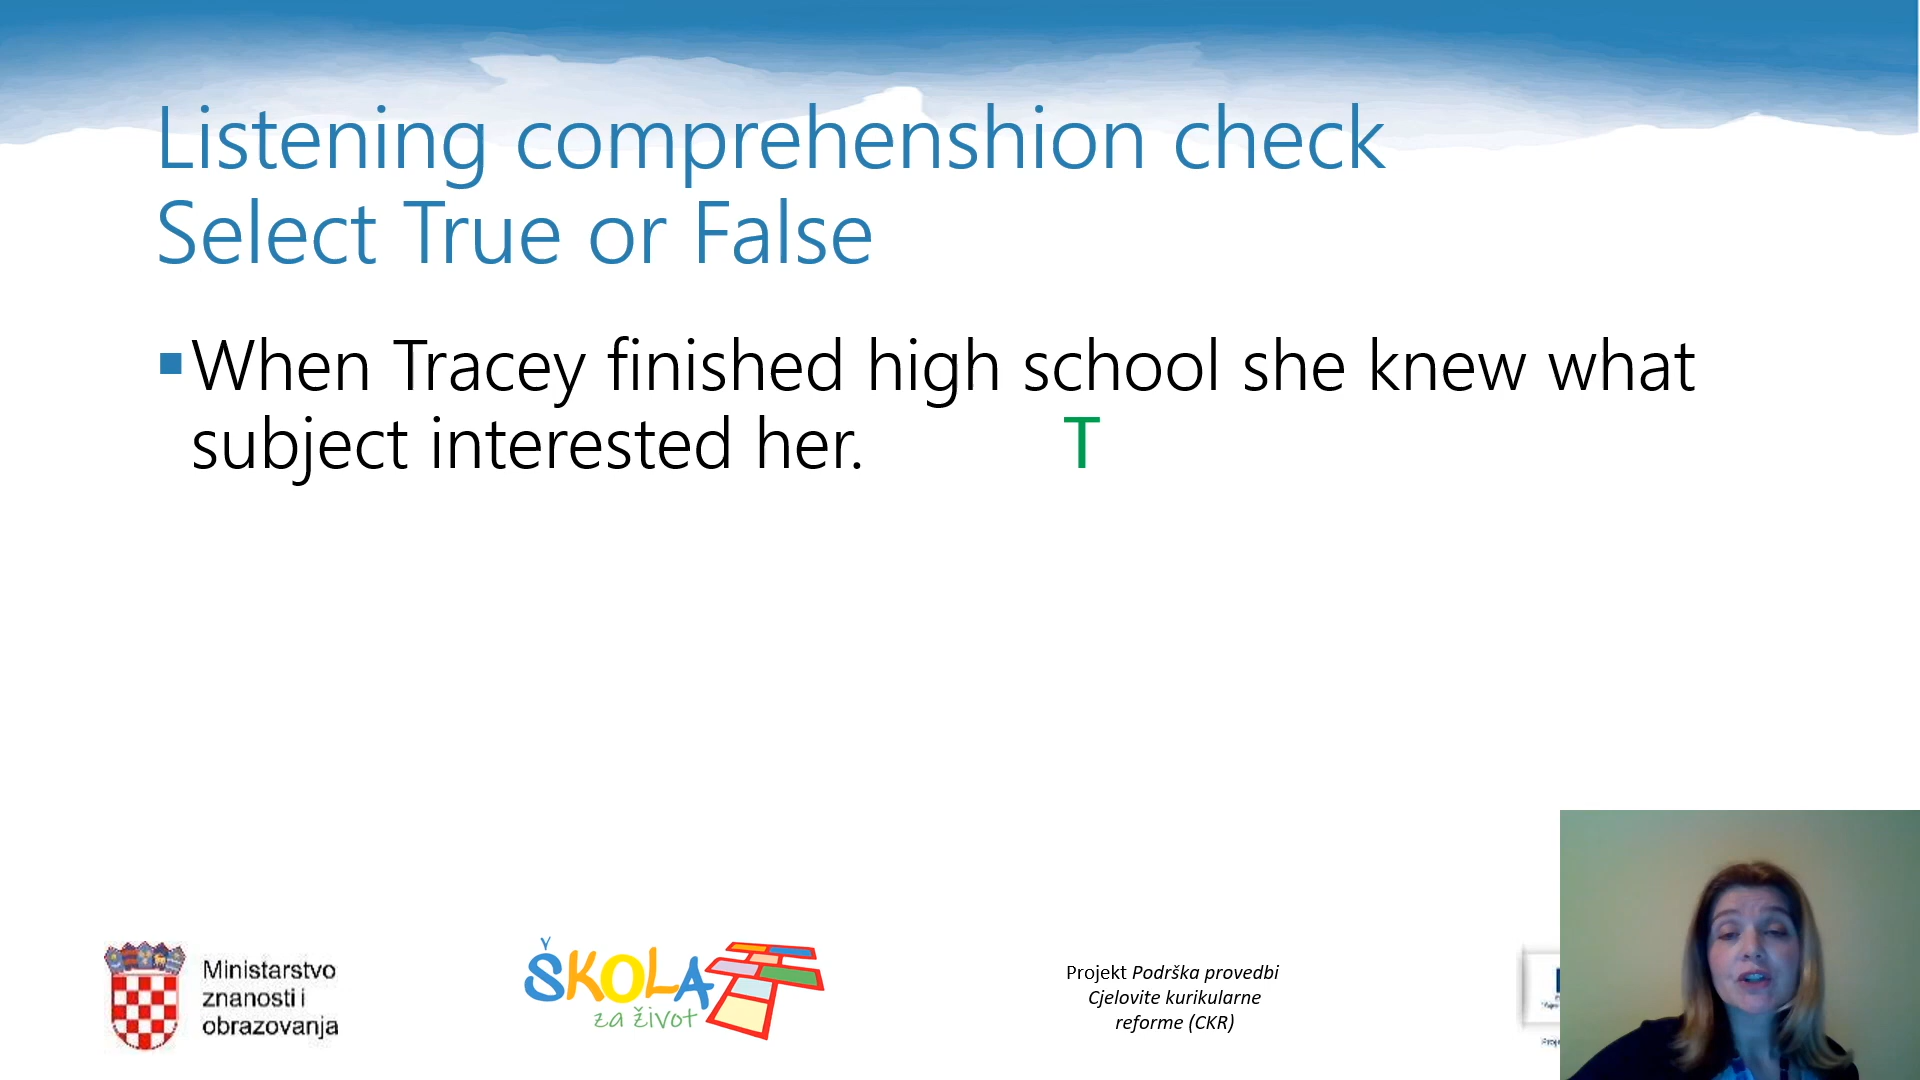 Listening comprehenshion check
Select True or False
When Tracey finished high school she knew what
subject interested her. T
Ministarstvo
znanosti i
obrazovanja
ŠKOLA
za život
Projekt Podrška provedbi
Cjelovite kurikularne
reforme (CKR)